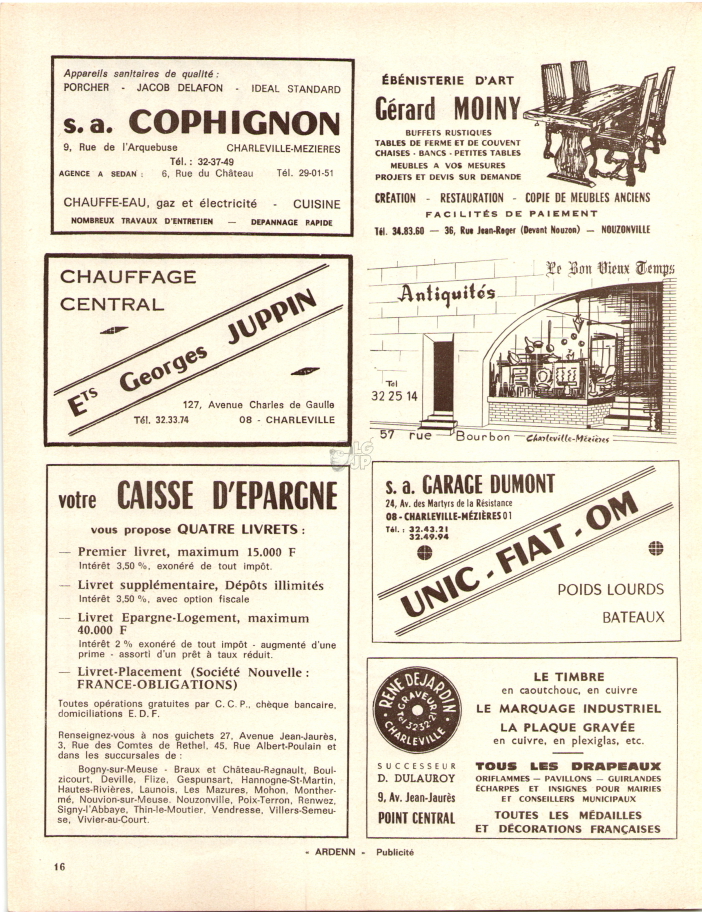 Appareils sanitaires de qualité :
PORCHER - JACOB DELAFON - IDEAL STANDARD
s. a. COPHIGNON
9, Rue de l'Arquebuse CHARLEVILLE-MEZIERES
Tél. : 32-37-49
AGENCE A SEDAN : 6, Rue du Château Tél. 29-01-51
CHAUFFE-EAU, gaz et électricité - CUISINE
NOMBREUX TRAVAUX D'ENTRETIEN — DEPANNAGE RAPIDE
ÉBÉNISTERIE D'ART
Gérard MOINY
BUFFETS RUSTIQUES
TABLES DE FERME ET DE COUVENT
CHAISES - BANCS - PETITES TABLES
MEUBLES A VOS MESURES
PROJETS ET DEVIS SUR DEMANDE
CRÉATION - RESTAURATION - COPIE DE MEUBLES ANCIENS
FACILITÉS DE PAIEMENT
Tél. 34.83.60 — 36, Rue Jean-Roger (Devant Nouzon) — NOUZONVILLE
CHAUFFAGE
CENTRAL
ETS Georges JUPPIN
127, Avenue Charles de Gaulle
Tél. 32.33.74 08 - CHARLEVILLE
Le Bon Vieux Temps
Antiquités
Tel
32 25 14
57 rue Bourbon - Charleville-Mézières
LG
JP
votre CAISSE D'EPARGNE
vous propose QUATRE LIVRETS :
— Premier livret, maximum 15.000 F
Intérêt 3,50 %, exonéré de tout impôt.
— Livret supplémentaire, Dépôts illimités
Intérêt 3,50 %, avec option fiscale
— Livret Epargne-Logement, maximum
40.000 F
Intérêt 2 % exonéré de tout impôt - augmenté d'une
prime - assorti d'un prêt à taux réduit.
— Livret-Placement (Société Nouvelle :
FRANCE-OBLIGATIONS)
Toutes opérations gratuites par C. C. P., chèque bancaire,
domiciliations E. D. F.
Renseignez-vous à nos guichets 27, Avenue Jean-Jaurès,
3, Rue des Comtes de Rethel, 45, Rue Albert-Poulain et
dans les succursales de :
Bogny-sur-Meuse - Braux et Château-Regnault, Boul-
zicourt, Deville, Flize, Gespunsart, Hannogne-St-Martin,
Hautes-Rivières, Launois, Les Mazures, Mohon, Monther-
mé, Nouvion-sur-Meuse, Nouzonville, Poix-Terron, Renwez,
Signy-l'Abbaye, Thin-le-Moutier, Vendresse, Villers-Semeu-
se, Vivier-au-Court.
s. a. GARAGE DUMONT
24, Av. des Martyrs de la Résistance
08 - CHARLEVILLE-MÉZIÈRES 01
Tél. : 32.43.21
32.49.94
UNIC - FIAT - OM
POIDS LOURDS
BATEAUX
RENÉ DEJARDIN
GRAVEUR
Tél 32 32-21
CHARLEVILLE
SUCCESSEUR
D. DULAUROY
9, Av. Jean-Jaurès
POINT CENTRAL
LE TIMBRE
en caoutchouc, en cuivre
LE MARQUAGE INDUSTRIEL
LA PLAQUE GRAVÉE
en cuivre, en plexiglas, etc.
TOUS LES DRAPEAUX
ORIFLAMMES — PAVILLONS — GUIRLANDES
ÉCHARPES ET INSIGNES POUR MAIRIES
ET CONSEILLERS MUNICIPAUX
TOUTES LES MÉDAILLES
ET DÉCORATIONS FRANÇAISES
- ARDENN - Publicité
16